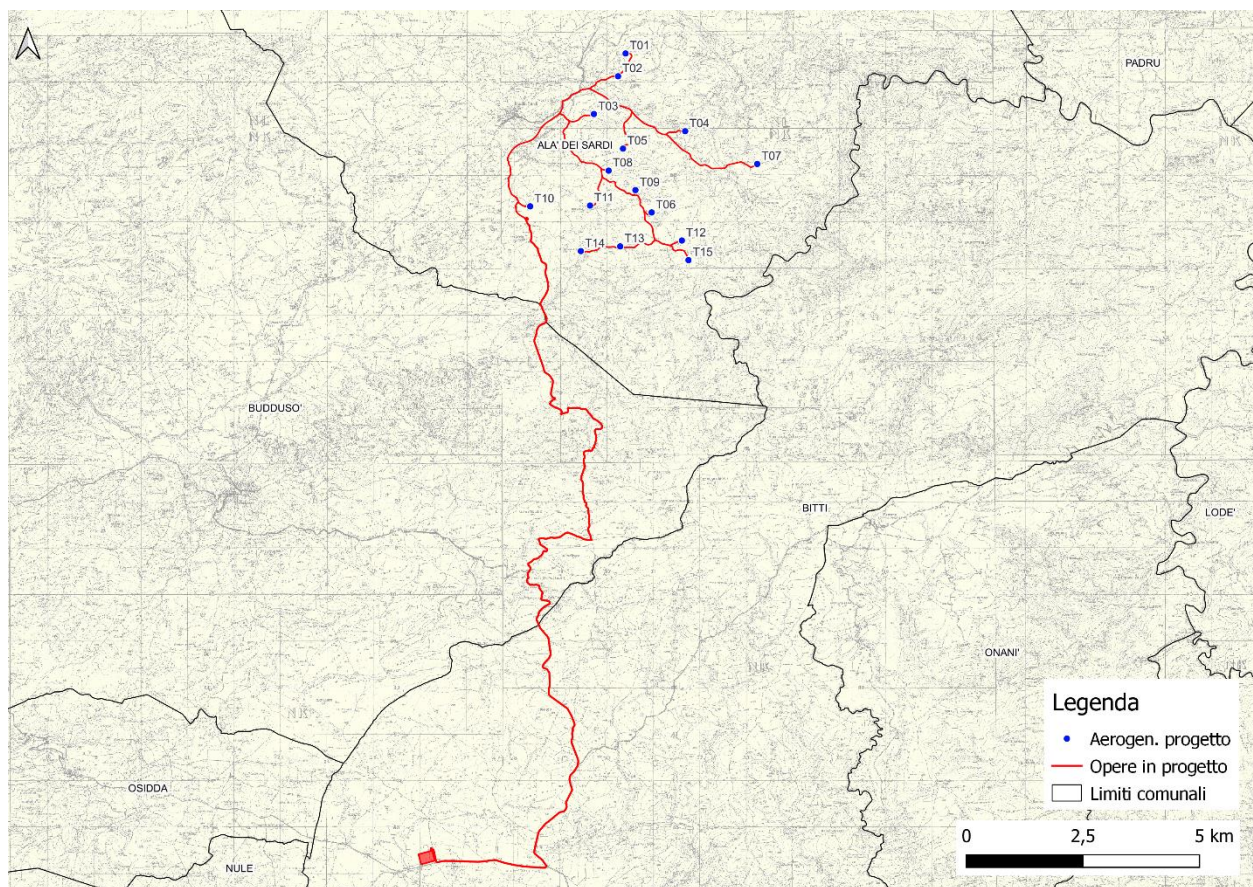 T01
PADRU
T02
T03
T04
ALA' DEI SARDI
T05
T07
T08
T09
T10
T11
T06
T12
T13
T14
T15
BUDDUSO'
BITTI
LODE'
ONANI'
OSIDDA
NULE
Legenda
Aerogen. progetto
Opere in progetto
Limiti comunali
0 2,5 5 km